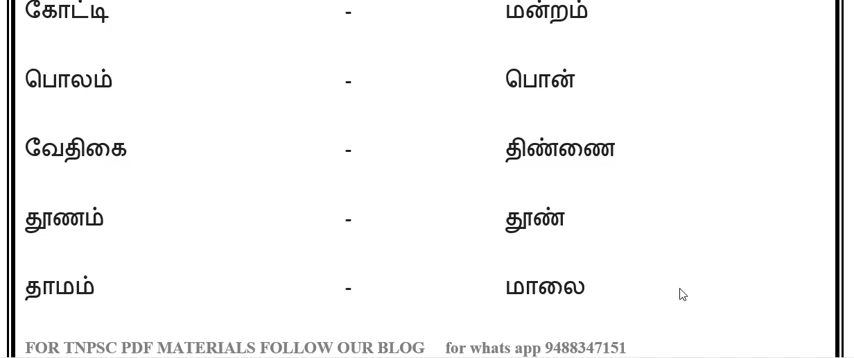 கோட்டி - மன்றம்
பொலம் - பொன்
வேதிகை - திண்ணை
தூணம் - தூண்
தாமம் - மாலை
FOR TNPSC PDF MATERIALS FOLLOW OUR BLOG for whats app 9488347151